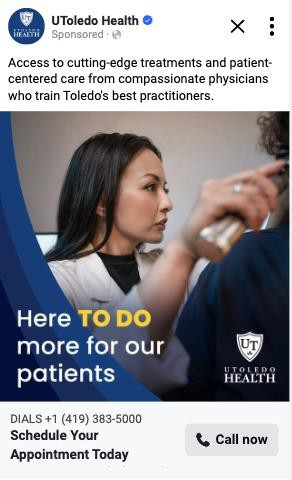 UToledo Health
Sponsored ·
Access to cutting-edge treatments and patient-
centered care from compassionate physicians
who train Toledo's best practitioners.
Here TO DO
more for our
patients
UT
UTOLEDO
HEALTH
DIALS +1 (419) 383-5000
Schedule Your
Appointment Today
Call now